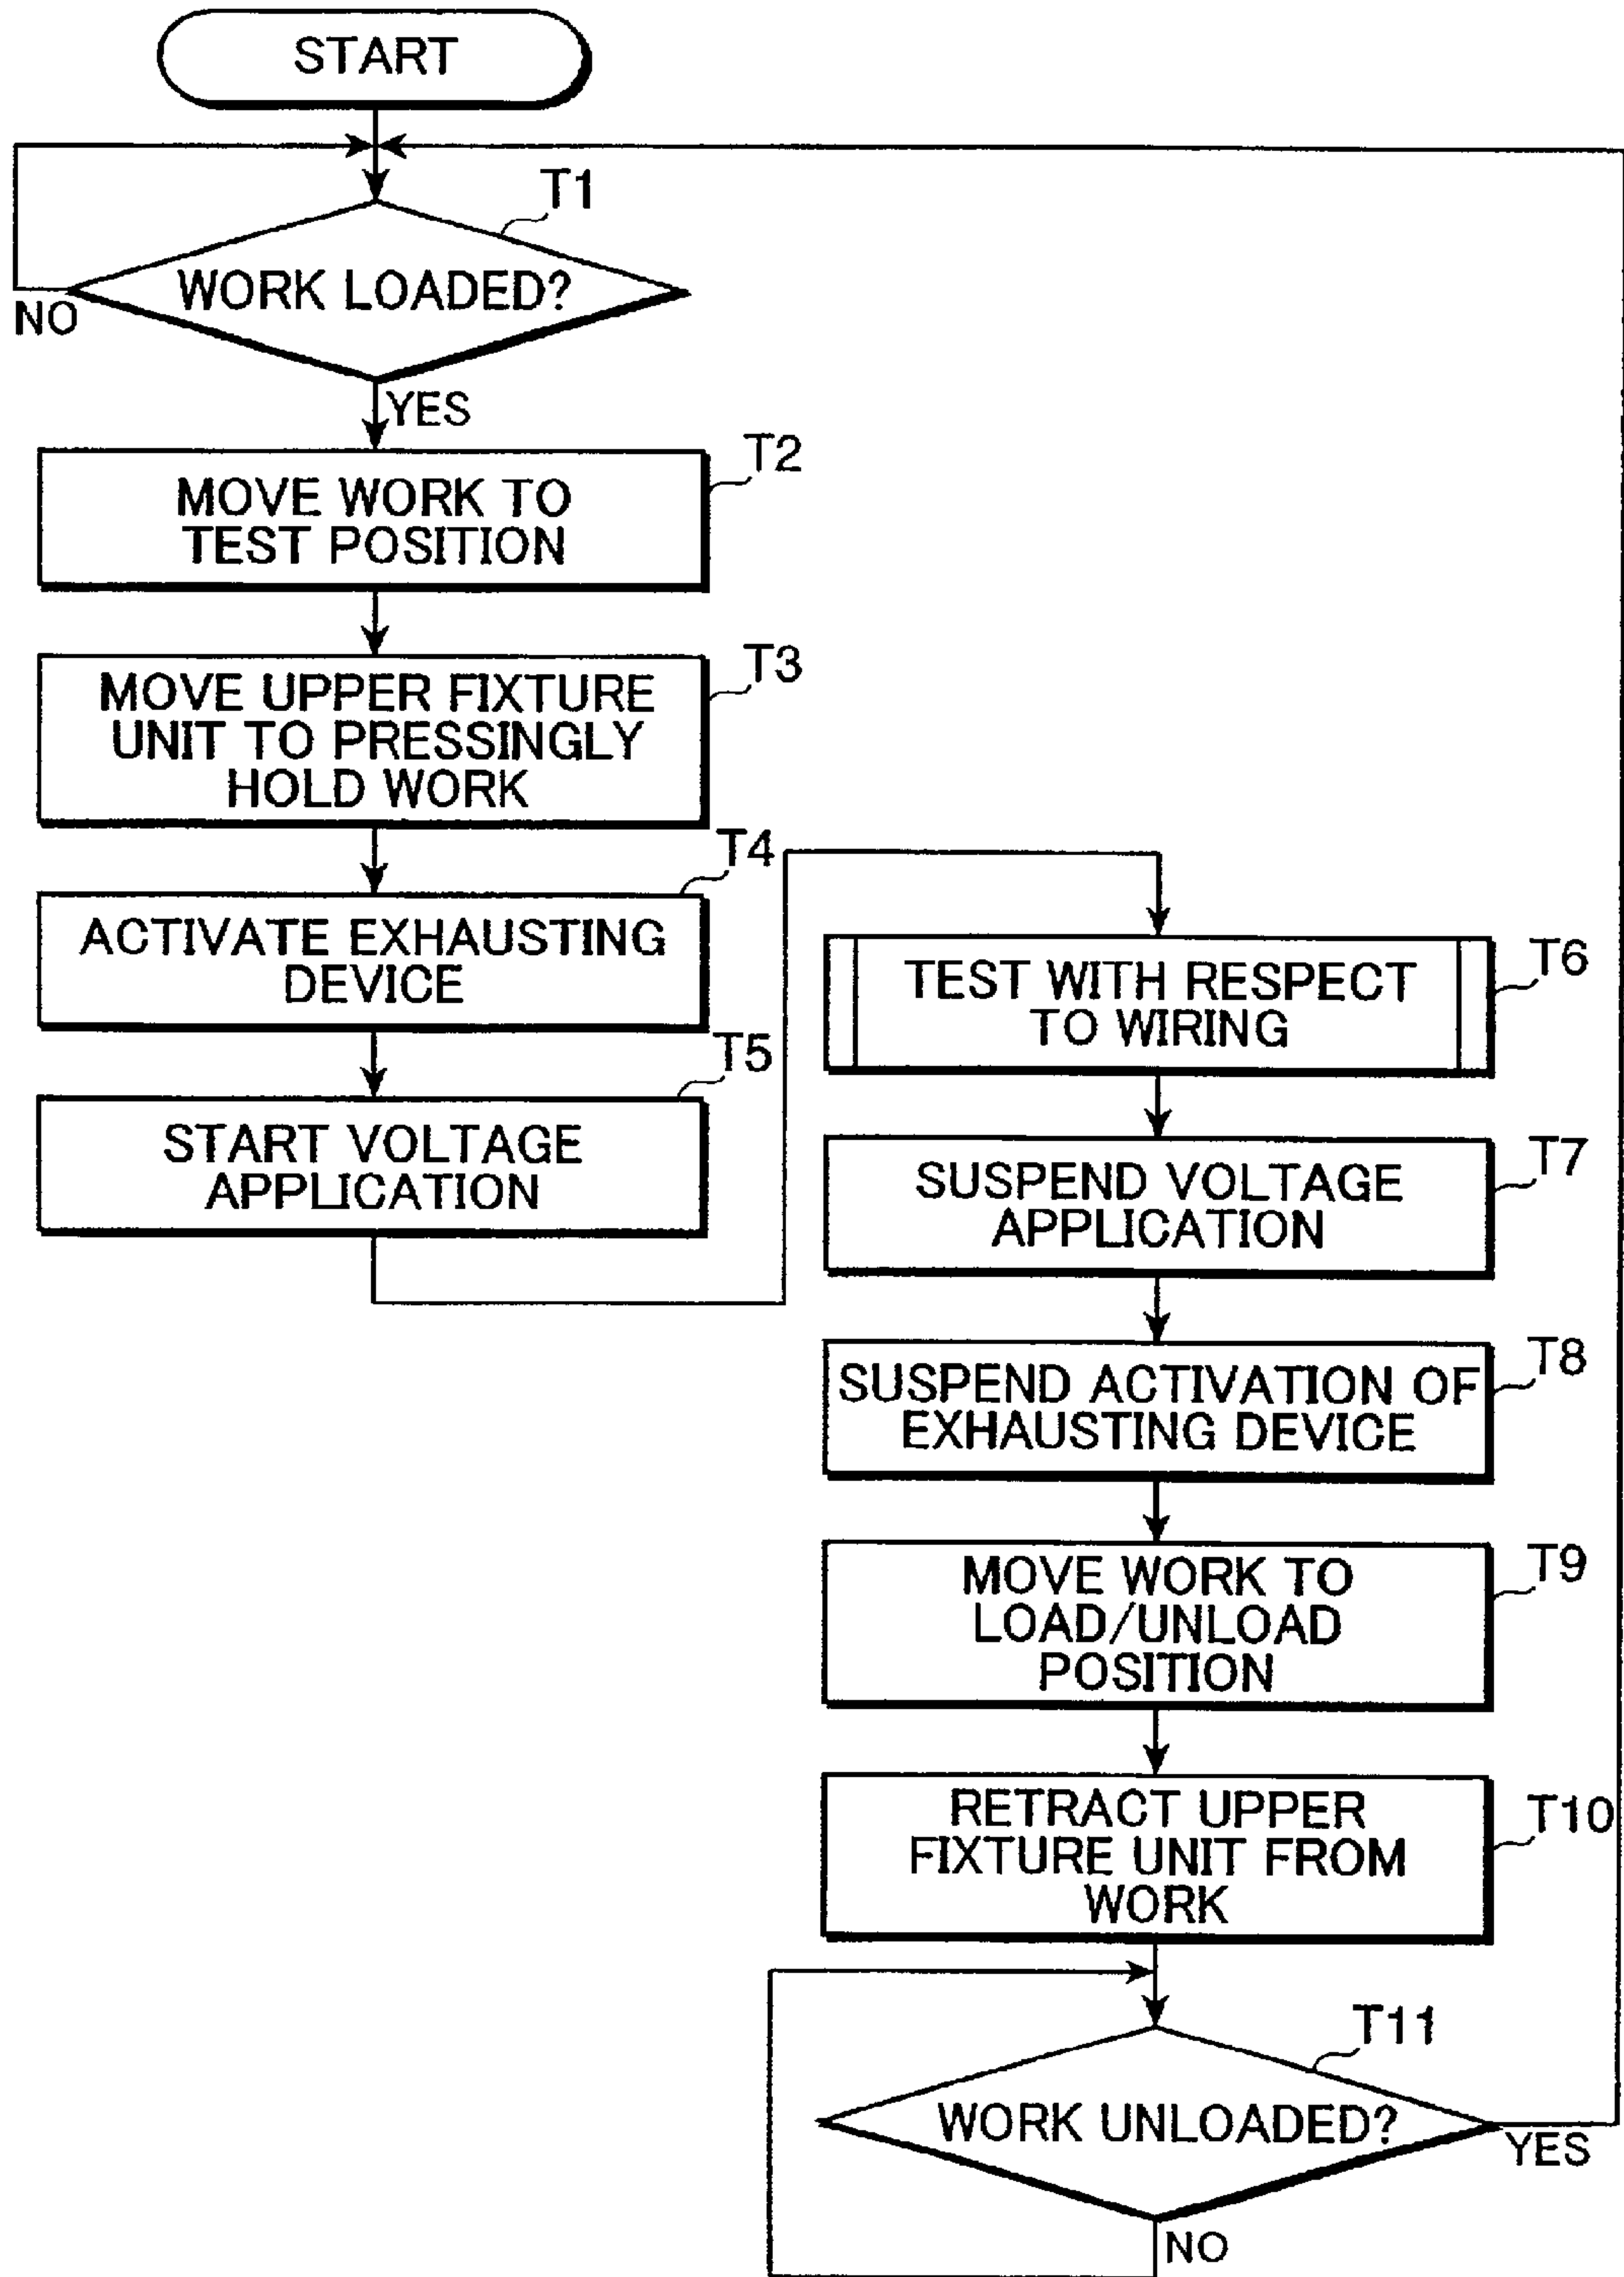 START
T1
WORK LOADED?
NO
YES
T2
MOVE WORK TO
TEST POSITION
T3
MOVE UPPER FIXTURE
UNIT TO PRESSINGLY
HOLD WORK
T4
ACTIVATE EXHAUSTING
DEVICE
T5
START VOLTAGE
APPLICATION
T6
TEST WITH RESPECT
TO WIRING
T7
SUSPEND VOLTAGE
APPLICATION
T8
SUSPEND ACTIVATION OF
EXHAUSTING DEVICE
T9
MOVE WORK TO
LOAD/UNLOAD
POSITION
T10
RETRACT UPPER
FIXTURE UNIT FROM
WORK
T11
WORK UNLOADED?
YES
NO